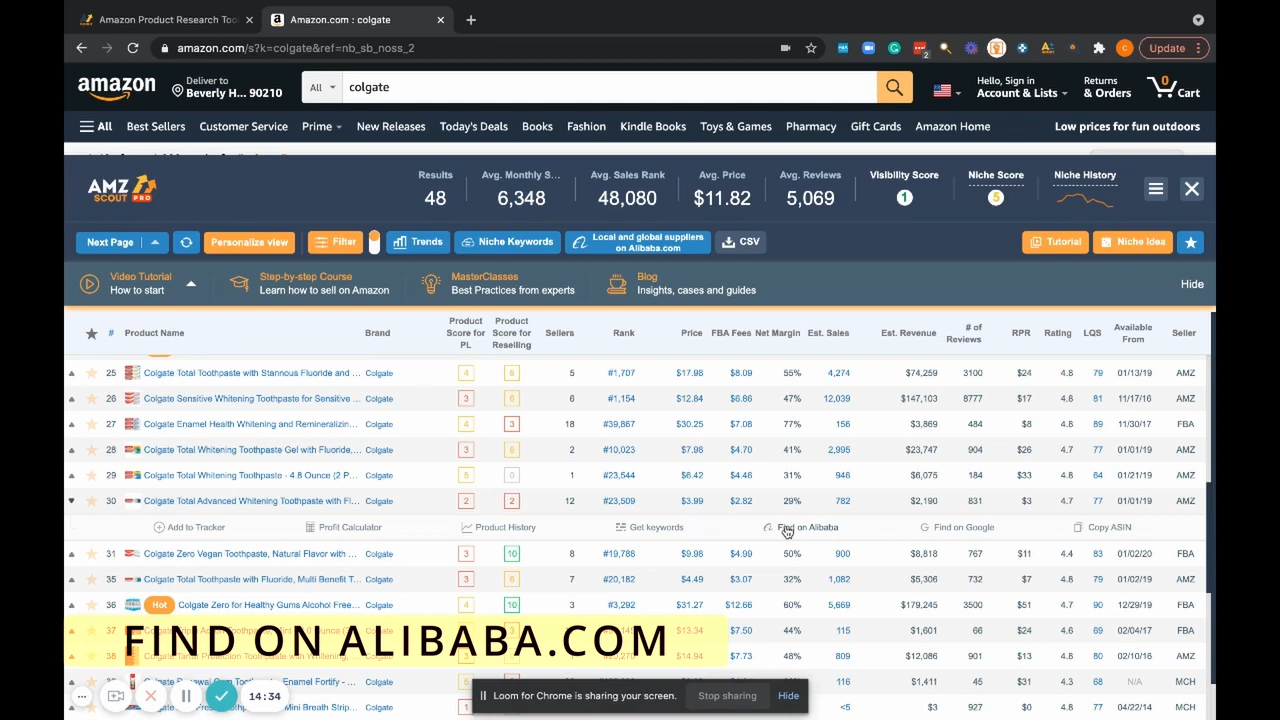 Amazon Product Research Too
Amazon.com : colgate
amazon.com/s?k=colgate&ref=nb_sb_noss_2
2
C
Update
amazon
Deliver to
Beverly H... 90210
All
colgate
Hello, Sign in
Account & Lists
Returns
& Orders
0
Cart
All Best Sellers Customer Service Prime New Releases Today's Deals Books Fashion Kindle Books Toys & Games Pharmacy Gift Cards Amazon Home Low prices for fun outdoors
AMZ
SCOUT PRO
Results
48
Avg. Monthly S...
6,348
Avg. Sales Rank
48,080
Avg. Price
$11.82
Avg. Reviews
5,069
Visibility Score
1
Niche Score
5
Niche History
Next Page
Personalize view
Filter
Trends
Niche Keywords
Local and global suppliers
on Alibaba.com
CSV
Tutorial
Niche Idea
Video Tutorial
How to start
Step-by-step Course
Learn how to sell on Amazon
MasterClasses
Best Practices from experts
Blog
Insights, cases and guides
Hide
# Product Name Brand Product Score for PL Product Score for Reselling Sellers Rank Price FBA Fees Net Margin Est. Sales Est. Revenue # of Reviews RPR Rating LQS Available From Seller
25 Colgate Total Toothpaste with Stannous Fluoride and ... Colgate 4 6 5 #1,707 $17.98 $8.09 55% 4,274 $74,259 3100 $24 4.8 79 01/13/19 AMZ
26 Colgate Sensitive Whitening Toothpaste for Sensitive ... Colgate 3 6 6 #1,154 $12.84 $6.86 47% 12,039 $147,103 8777 $17 4.8 81 11/17/16 AMZ
27 Colgate Enamel Health Whitening and Remineralizin... Colgate 4 3 18 #39,867 $30.25 $7.08 77% 156 $3,869 484 $8 4.8 89 11/30/17 FBA
28 Colgate Total Whitening Toothpaste Gel with Fluoride,... Colgate 3 6 2 #10,023 $7.98 $4.70 41% 2,995 $23,747 904 $26 4.8 77 01/01/19 AMZ
29 Colgate Total Whitening Toothpaste - 4.8 Ounce (2 P... Colgate 5 0 1 #23,544 $6.42 $4.46 31% 946 $6,075 184 $33 4.8 64 01/21/19 AMZ
30 Colgate Total Advanced Whitening Toothpaste with Fl... Colgate 2 2 12 #23,509 $3.99 $2.82 29% 782 $2,190 831 $3 4.7 77 01/01/19 AMZ
Add to Tracker Profit Calculator Product History Get keywords Find on Alibaba Find on Google Copy ASIN
31 Colgate Zero Vegan Toothpaste, Natural Flavor with ... Colgate 3 10 8 #19,788 $9.98 $4.99 50% 900 $8,818 767 $11 4.4 83 01/02/20 FBA
35 Colgate Total Toothpaste with Fluoride, Multi Benefit T... Colgate 3 6 7 #20,182 $4.49 $3.07 32% 1,082 $5,306 732 $7 4.8 79 01/02/19 AMZ
36 Hot Colgate Zero for Healthy Gums Alcohol Free... Colgate 4 10 3 #3,292 $31.27 $12.66 60% 5,669 $179,245 3500 $51 4.7 90 12/29/19 FBA
37 $13.34 $7.50 44% 115 $1,601 66 $24 4.6 69 02/04/17 FBA
FIND ON ALIBABA.COM
38 $14.94 $7.73 48% 809 $12,086 901 $13 4.8 80 02/10/16 AMZ
116 $1,411 45 $31 4.3 68 N/A MCH
<5 $3 927 $0 4.8 77 04/22/14 MCH
14:34
Loom for Chrome is sharing your screen.
Stop sharing
Hide